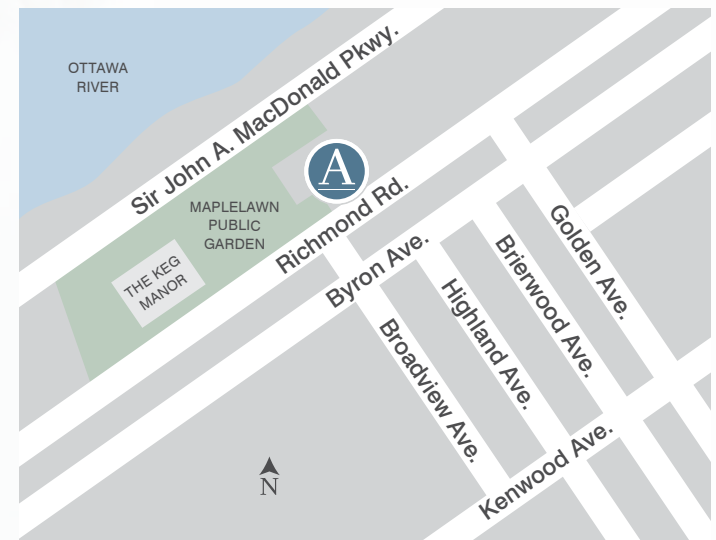 OTTAWA
RIVER
Sir John A. MacDonald Pkwy.
A
MAPLELAWN
PUBLIC
GARDEN
THE KEG
MANOR
Richmond Rd.
Byron Ave.
Golden Ave.
Brierwood Ave.
Highland Ave.
Broadview Ave.
Kenwood Ave.
N